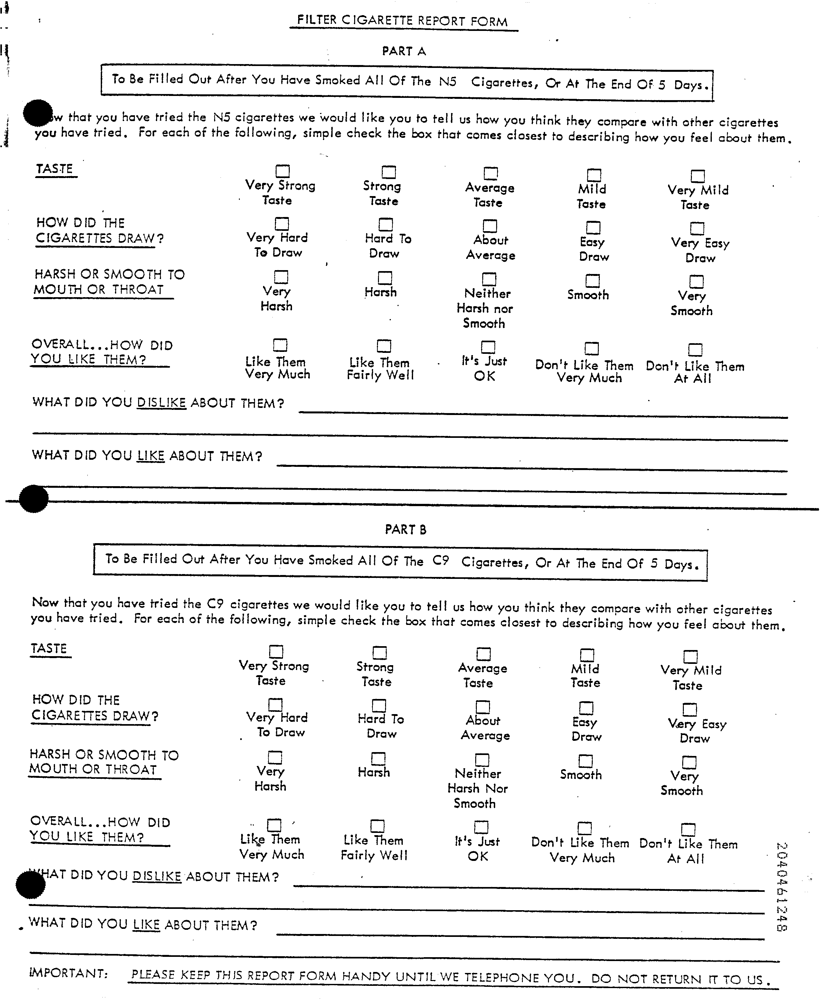 FILTER CIGARETTE REPORT FORM
PART A
To Be Filled Out After You Have Smoked All Of The N5 Cigarettes, Or At The End Of 5 Days.
that you have tried the N5 cigarettes we would like you to tell us how you think they compare with other cigarettes
you have tried. For each of the following, simple check the box that comes closest to describing how you feel about them.
TASTE
Very Strong Strong Average Mild Very Mild
Taste Taste Taste Taste Taste
HOW DID THE
CIGARETTES DRAW?
Very Hard Hard To About Easy Very Easy
To Draw Draw Average Draw Draw
HARSH OR SMOOTH TO
MOUTH OR THROAT
Very Harsh Neither Smooth Very
Harsh Harsh nor Smooth
Smooth
OVERALL...HOW DID
YOU LIKE THEM?
Like Them Like Them It's Just Don't Like Them Don't Like Them
Very Much Fairly Well OK Very Much At All
WHAT DID YOU DISLIKE ABOUT THEM?
WHAT DID YOU LIKE ABOUT THEM?
PART B
To Be Filled Out After You Have Smoked All Of The C9 Cigarettes, Or At The End Of 5 Days.
Now that you have tried the C9 cigarettes we would like you to tell us how you think they compare with other cigarettes
you have tried. For each of the following, simple check the box that comes closest to describing how you feel about them.
TASTE
Very Strong Strong Average Mild Very Mild
Taste Taste Taste Taste Taste
HOW DID THE
CIGARETTES DRAW?
Very Hard Hard To About Easy Very Easy
To Draw Draw Average Draw Draw
HARSH OR SMOOTH TO
MOUTH OR THROAT
Very Harsh Neither Smooth Very
Harsh Harsh Nor Smooth
Smooth
OVERALL...HOW DID
YOU LIKE THEM?
Like Them Like Them It's Just Don't Like Them Don't Like Them
Very Much Fairly Well OK Very Much At All
WHAT DID YOU DISLIKE ABOUT THEM?
WHAT DID YOU LIKE ABOUT THEM?
IMPORTANT: PLEASE KEEP THIS REPORT FORM HANDY UNTIL WE TELEPHONE YOU. DO NOT RETURN IT TO US.
2040461248